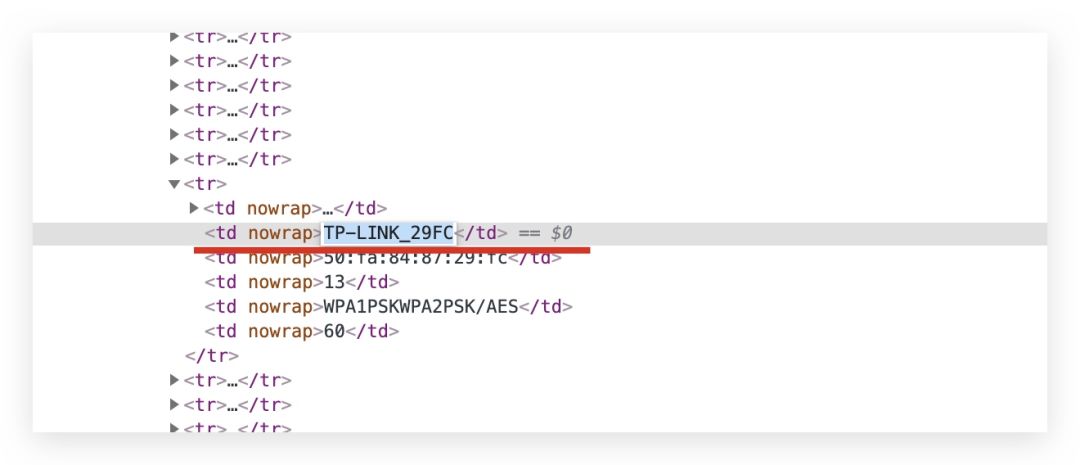 ▶<tr>…</tr>
▶<tr>…</tr>
▶<tr>…</tr>
▶<tr>…</tr>
▶<tr>…</tr>
▶<tr>…</tr>
▼<tr>
▶<td nowrap>…</td>
<td nowrap>TP-LINK_29FC</td> == $0
<td nowrap>50:fa:84:87:29:fc</td>
<td nowrap>13</td>
<td nowrap>WPA1PSKWPA2PSK/AES</td>
<td nowrap>60</td>
</tr>
▶<tr>…</tr>
▶<tr>…</tr>
▶<tr>…</tr>